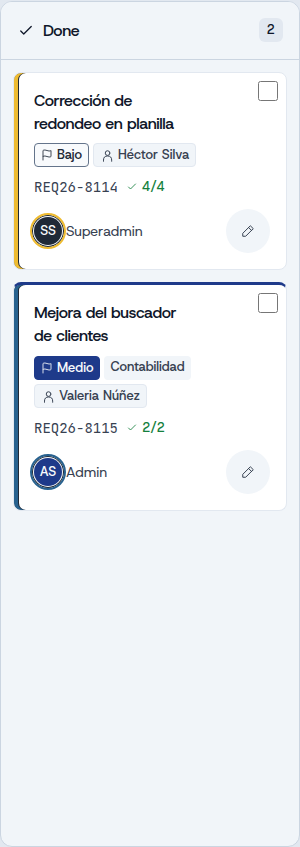 Done
2
Corrección de
redondeo en planilla
Bajo
Héctor Silva
REQ26-8114
4/4
SS
Superadmin
Mejora del buscador
de clientes
Medio
Contabilidad
Valeria Núñez
REQ26-8115
2/2
AS
Admin